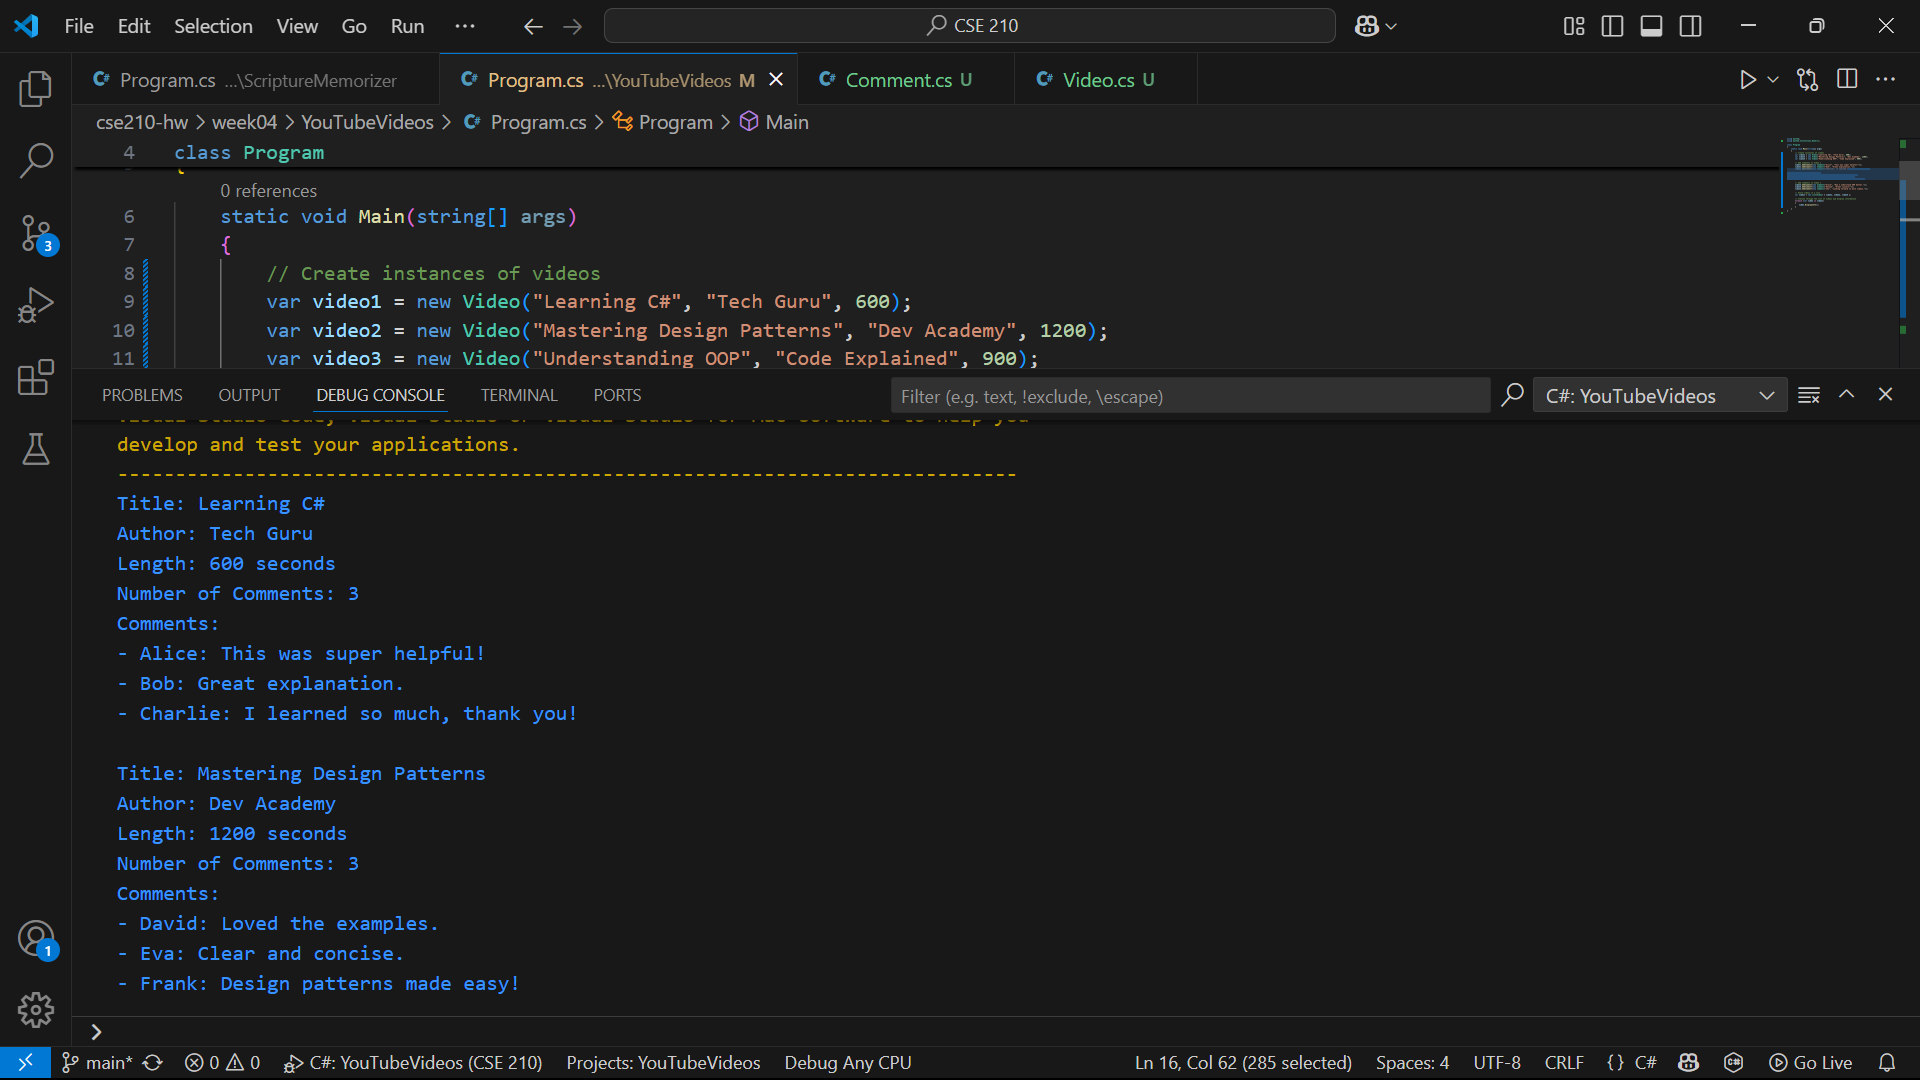 File Edit Selection View Go Run ··· CSE 210
Program.cs ...\ScriptureMemorizer Program.cs ...\YouTubeVideos M Comment.cs U Video.cs U
cse210-hw > week04 > YouTubeVideos > Program.cs > Program > Main
4 class Program
0 references
6 static void Main(string[] args)
7 {
8 // Create instances of videos
9 var video1 = new Video("Learning C#", "Tech Guru", 600);
10 var video2 = new Video("Mastering Design Patterns", "Dev Academy", 1200);
11 var video3 = new Video("Understanding OOP", "Code Explained", 900);
PROBLEMS OUTPUT DEBUG CONSOLE TERMINAL PORTS Filter (e.g. text, !exclude, \escape) C#: YouTubeVideos
develop and test your applications.
------------------------------------------------------------------------------
Title: Learning C#
Author: Tech Guru
Length: 600 seconds
Number of Comments: 3
Comments:
- Alice: This was super helpful!
- Bob: Great explanation.
- Charlie: I learned so much, thank you!
Title: Mastering Design Patterns
Author: Dev Academy
Length: 1200 seconds
Number of Comments: 3
Comments:
- David: Loved the examples.
- Eva: Clear and concise.
- Frank: Design patterns made easy!
3
1
>
main* 0 0 C#: YouTubeVideos (CSE 210) Projects: YouTubeVideos Debug Any CPU Ln 16, Col 62 (285 selected) Spaces: 4 UTF-8 CRLF {} C# Go Live